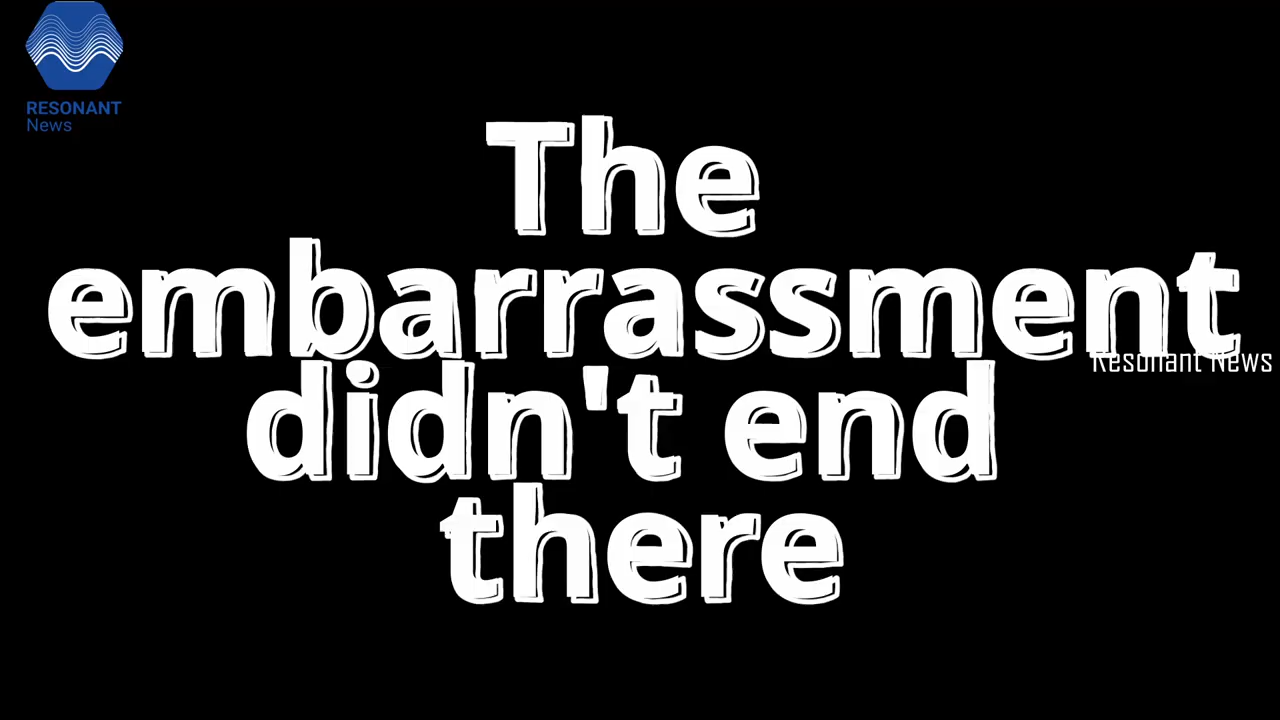 RESONANT
News
The
embarrassment
Resonant News
didn't end
there